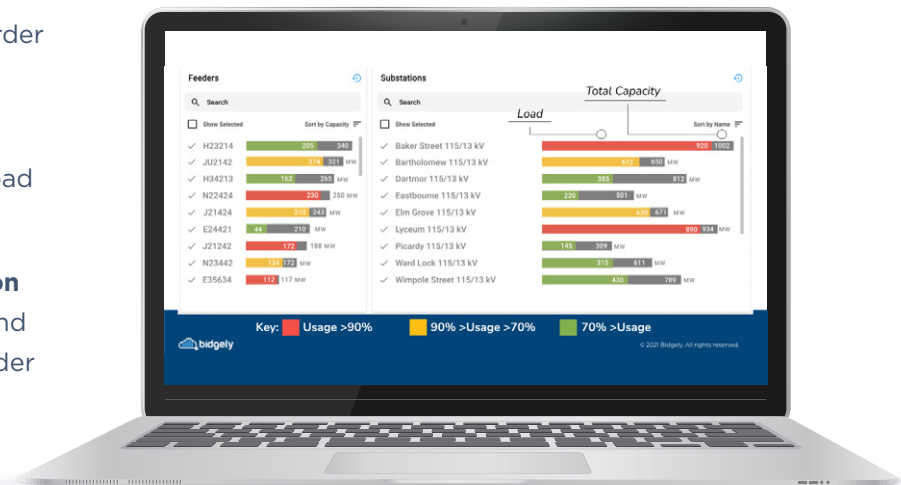 rder
oad
on
nd
der
Feeders
Search
Show Selected
Sort by Capacity
H23214 205 340
JU2142 274 321 MW
H34213 162 265 MW
N22424 230 250 MW
J21424 210 243 MW
E24421 44 210 MW
J21242 172 188 MW
N23442 134 172 MW
E35634 112 117 MW
Substations
Search
Show Selected
Load
Total Capacity
Sort by Name
Baker Street 115/13 kV 920 1002
Bartholomew 115/13 kV 612 650 MW
Dartmor 115/13 kV 385 812 MW
Eastbourne 115/13 kV 220 501 MW
Elm Grove 115/13 kV 630 671 MW
Lyceum 115/13 kV 890 934 MW
Picardy 115/13 kV 145 309 MW
Ward Lock 115/13 kV 315 611 MW
Wimpole Street 115/13 kV 430 789 MW
Key: Usage >90% 90% >Usage >70% 70% >Usage
bidgely
© 2021 Bidgely. All rights reserved.